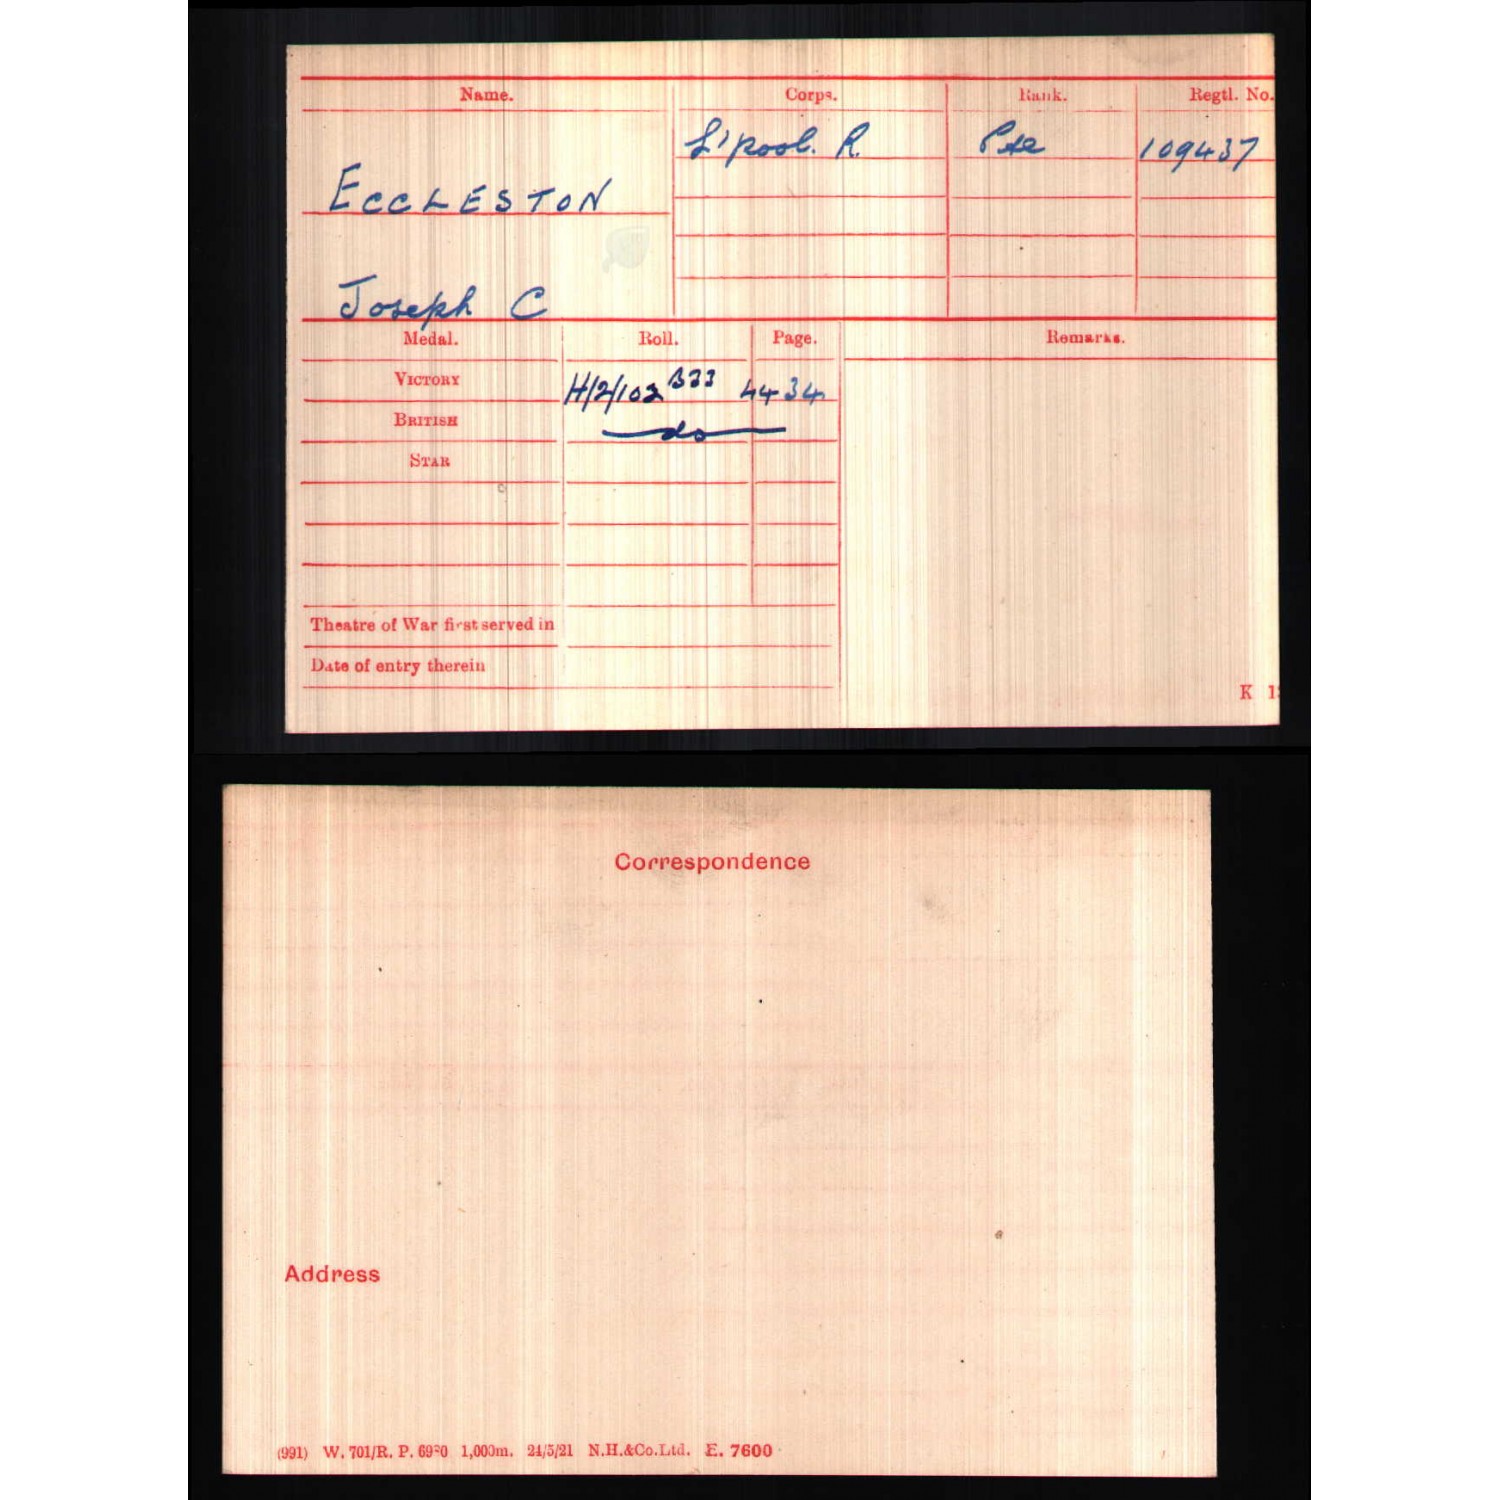 Name. Corps. Rank. Regtl. No.
L'pool. R. Pte 109437
ECCLESTON
Joseph C
Medal. Roll. Page. Remarks.
VICTORY H/2/102 B33 4434
BRITISH do
STAR
Theatre of War first served in
Date of entry therein
K 1
Correspondence
Address
(991) W. 701/R. P. 1,000m. 24/5/21 N.H.&Co.Ltd. E. 7600